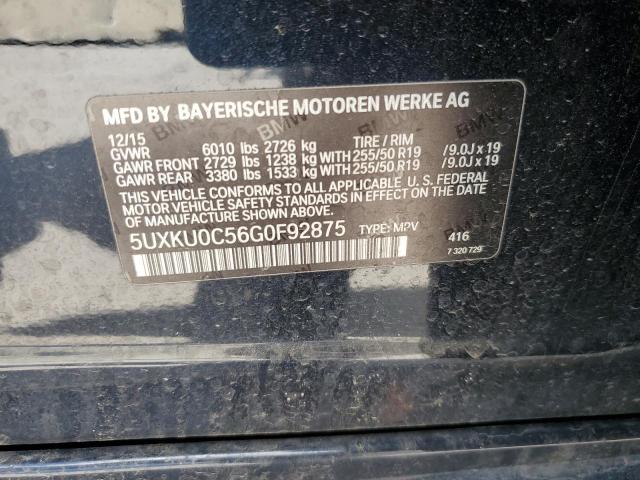 MFD BY BAYERISCHE MOTOREN WERKE AG
12/15 TIRE / RIM
GVWR 6010 lbs 2726 kg
GAWR FRONT 2729 lbs 1238 kg WITH 255/50 R19 /9.0J x 19
GAWR REAR 3380 lbs 1533 kg WITH 255/50 R19 /9.0J x 19
THIS VEHICLE CONFORMS TO ALL APPLICABLE U.S. FEDERAL
MOTOR VEHICLE SAFETY STANDARDS IN EFFECT ON THE DATE
OF MANUFACTURE SHOWN ABOVE.
5UXKU0C56G0F92875 TYPE: MPV 416
7 320 729